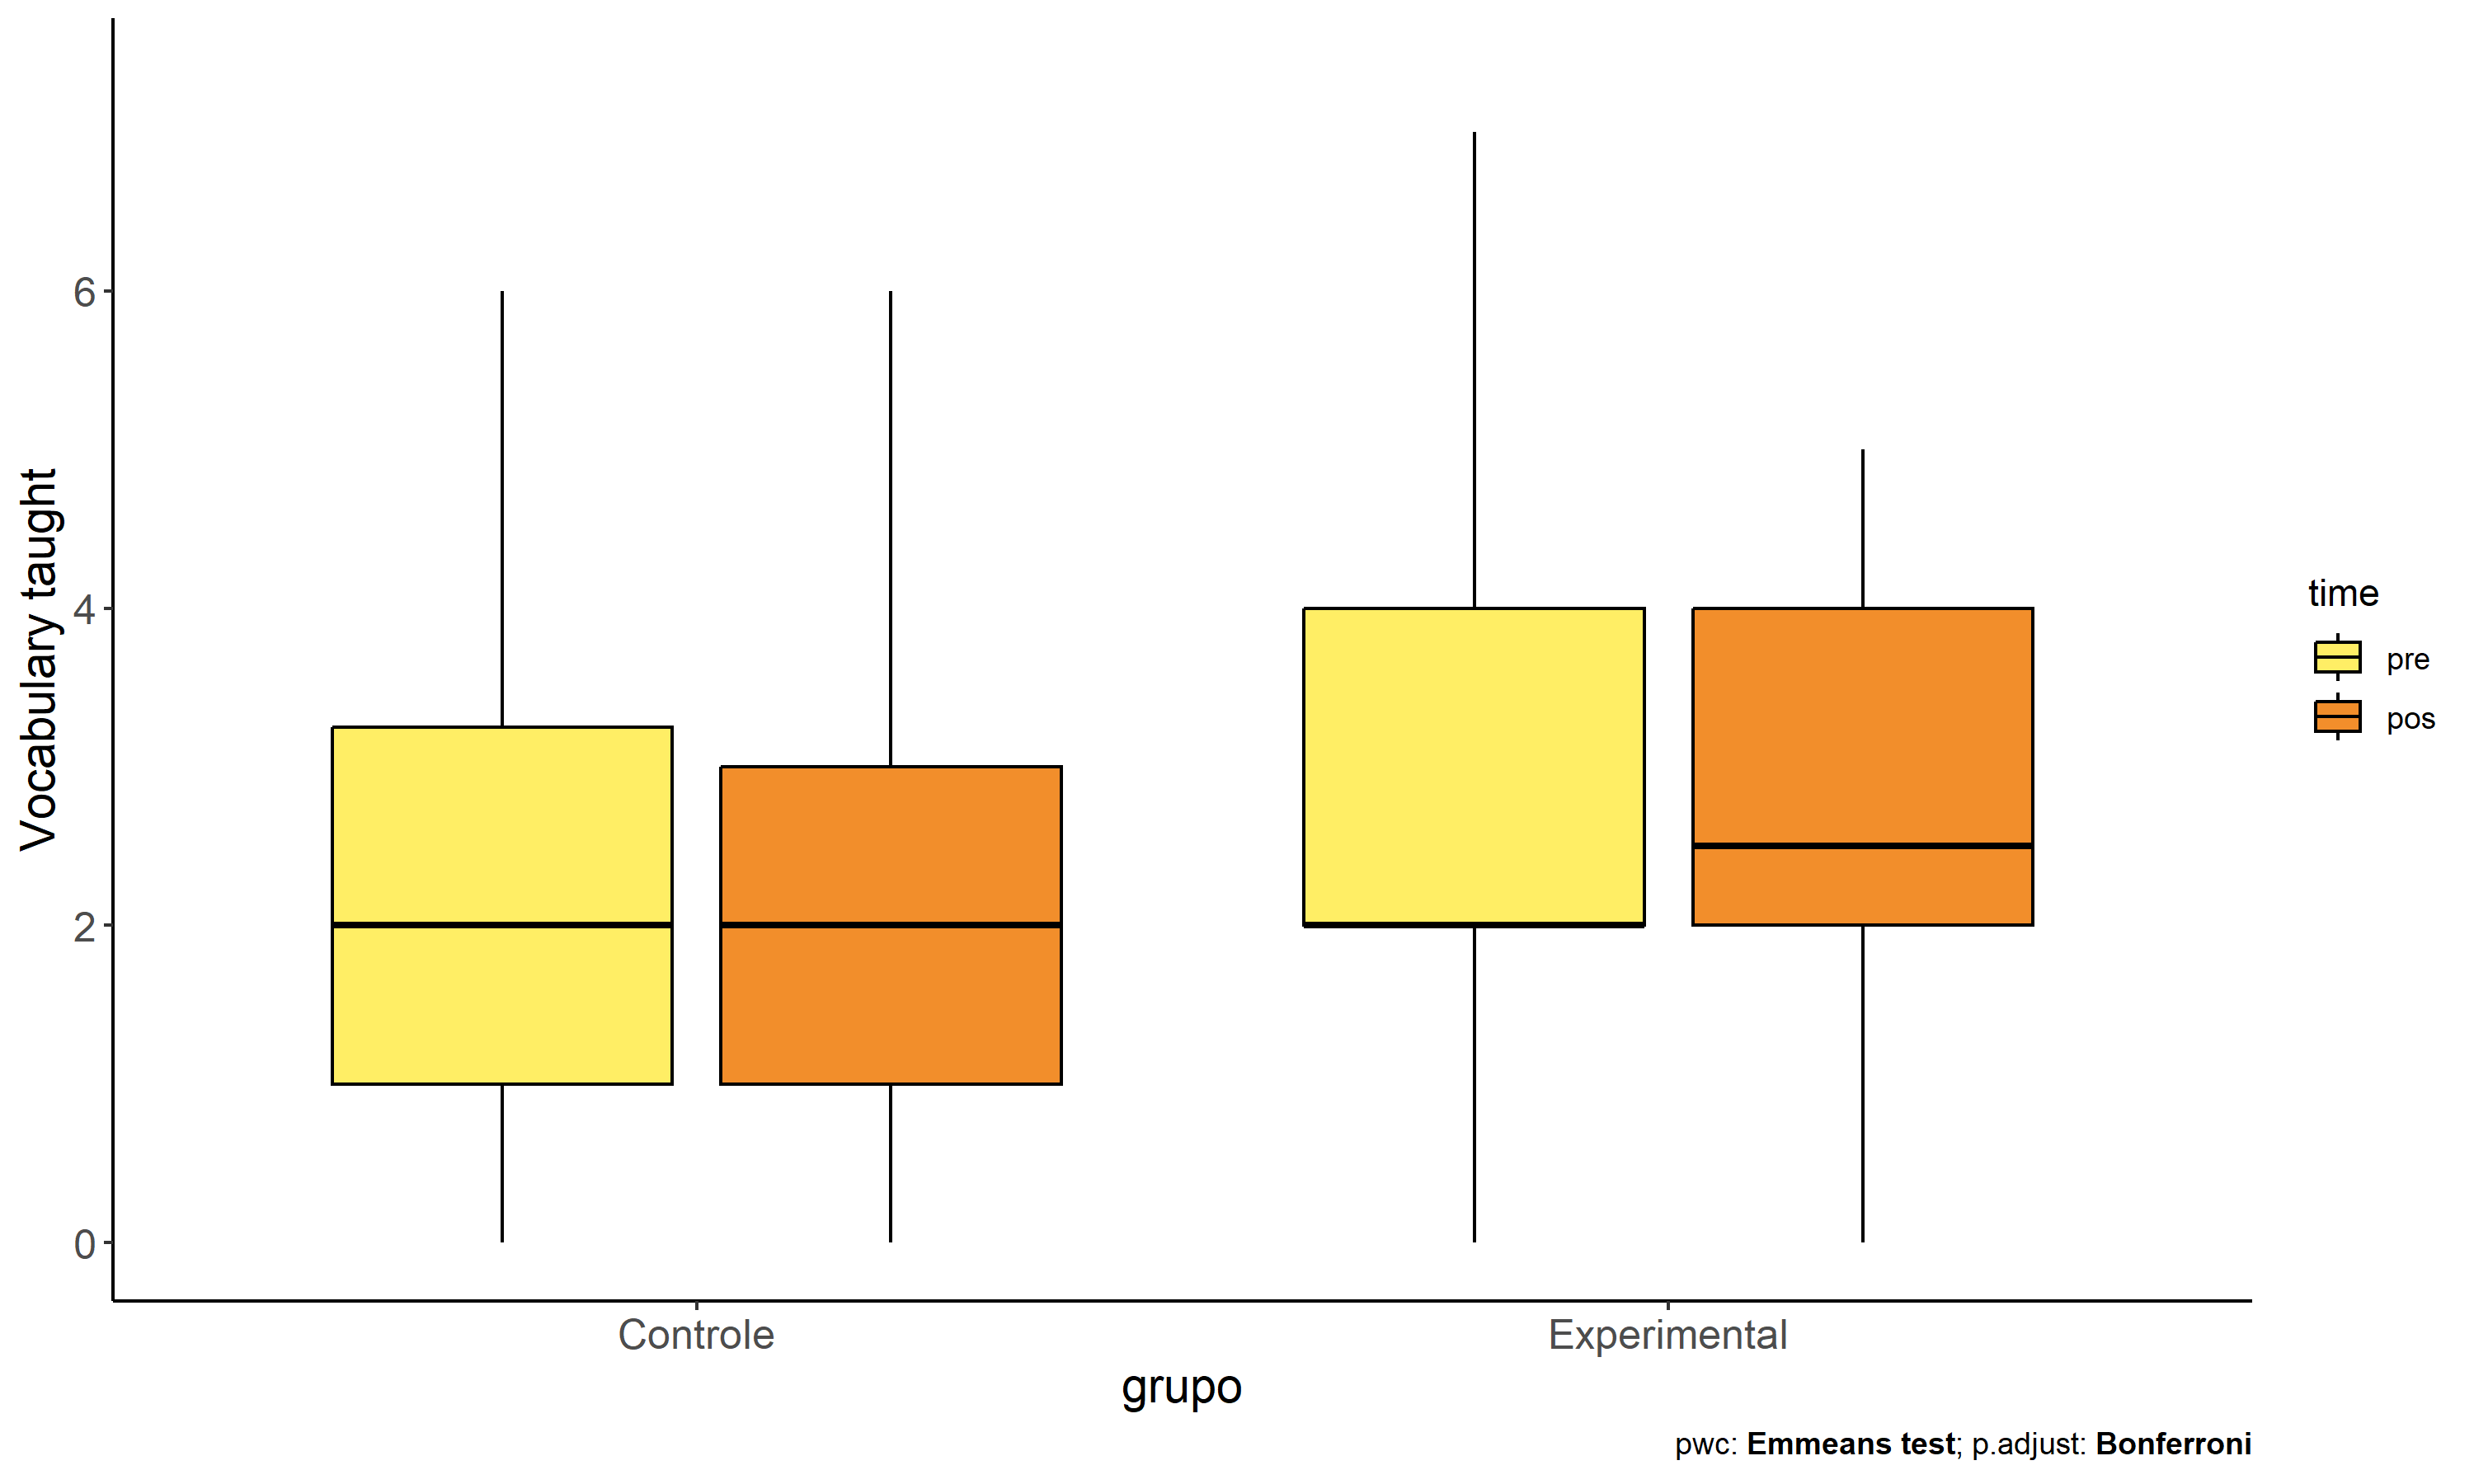 Vocabulary taught
6
4
2
0
Controle
Experimental
grupo
time
pre
pos
pwc: Emmeans test; p.adjust: Bonferroni